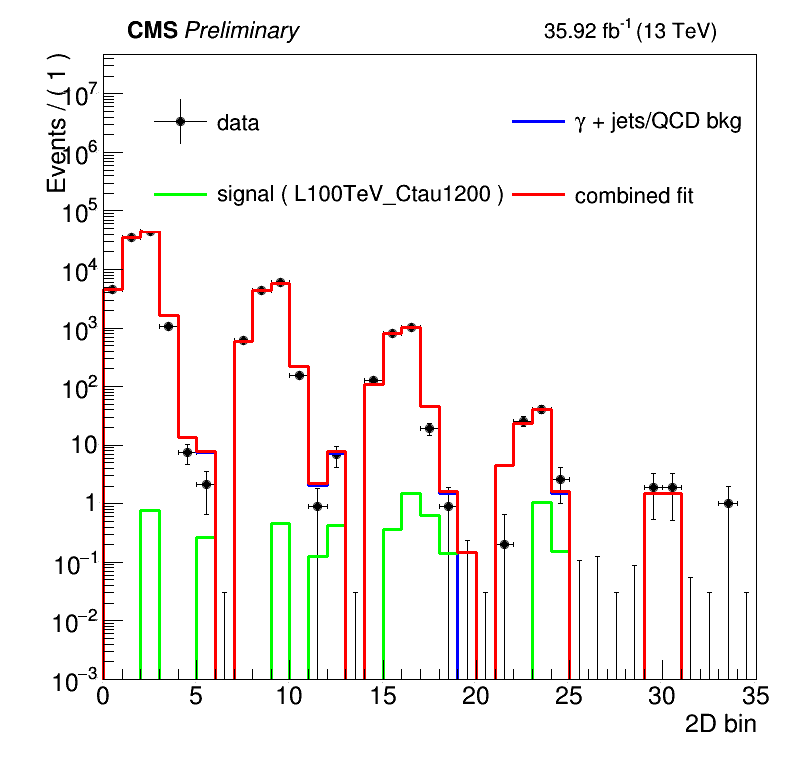 CMS Preliminary 35.92 fb⁻¹ (13 TeV)
Events / ( 1 )
data
γ + jets/QCD bkg
signal ( L100TeV_Ctau1200 )
combined fit
10⁷
10⁶
10⁵
10⁴
10³
10²
10
1
10⁻¹
10⁻²
10⁻³
0 5 10 15 20 25 30 35
2D bin